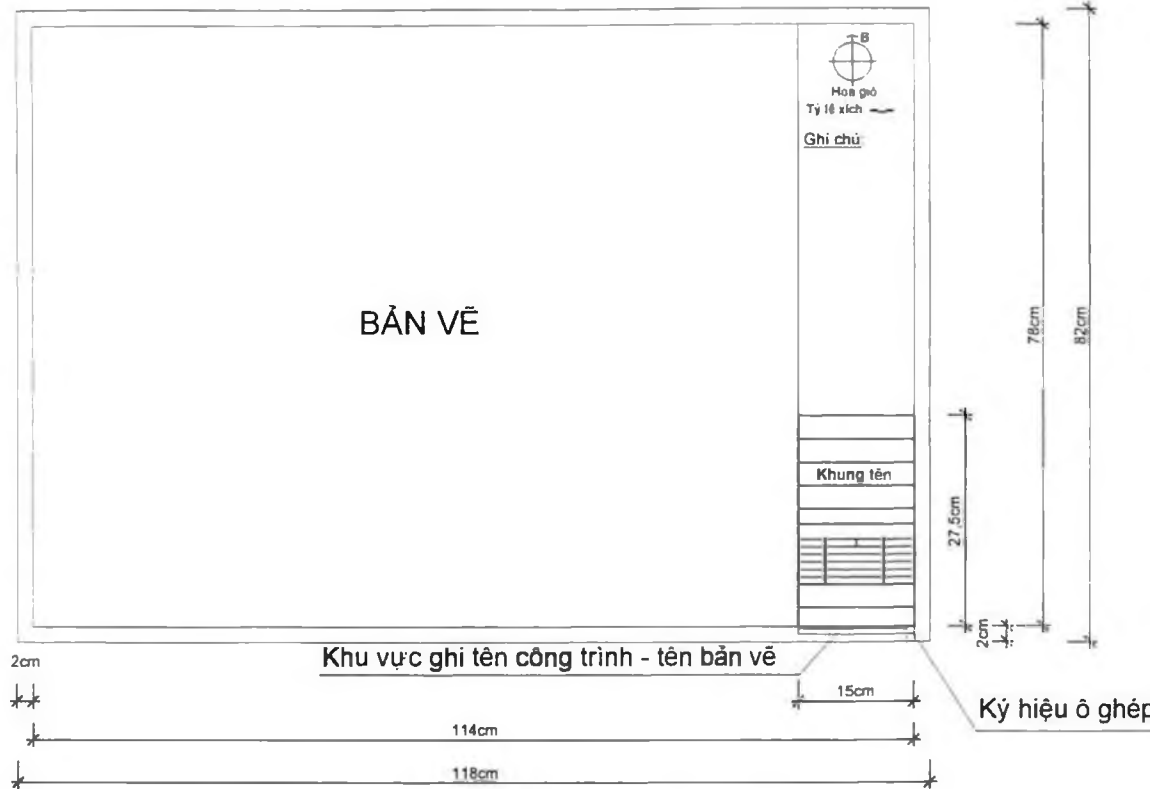 B
Hoa gió
Tỷ lệ xích
Ghi chú
BẢN VẼ
Khung tên
78cm
82cm
27,5cm
2cm
2cm
Khu vực ghi tên công trình - tên bản vẽ
15cm
Ký hiệu ô ghép
114cm
118cm